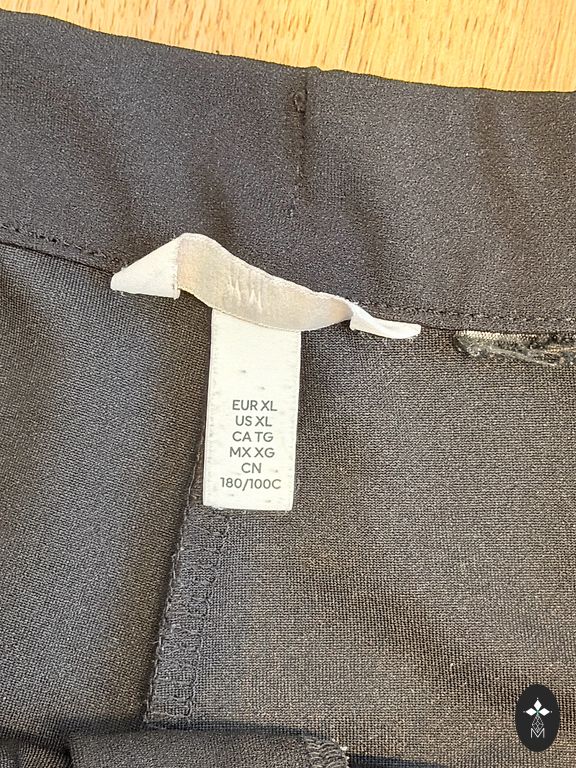 EUR XL
US XL
CA TG
MX XG
CN
180/100C
M